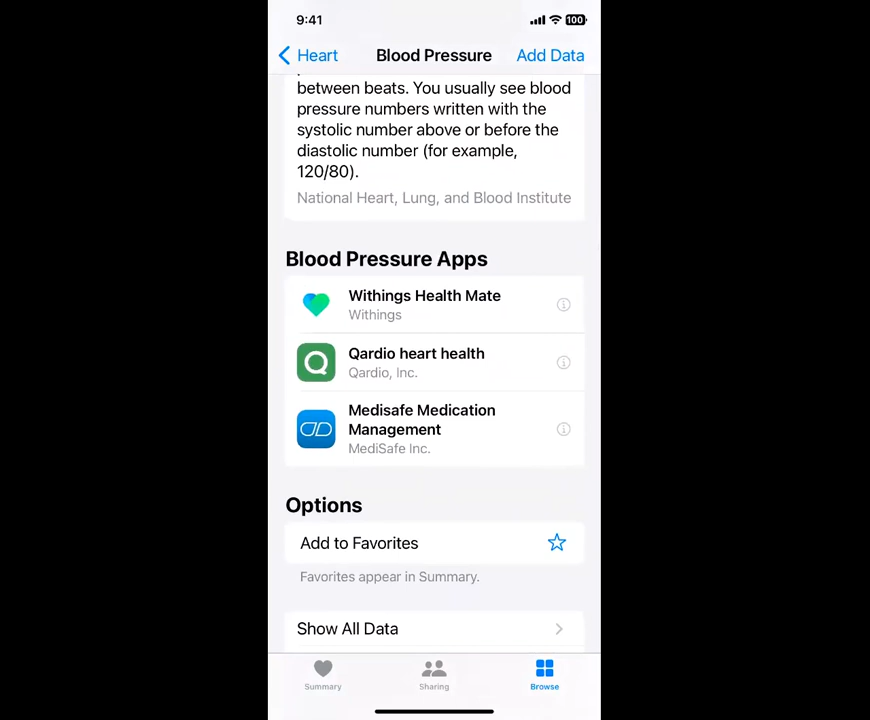 9:41
100
Heart
Blood Pressure
Add Data
between beats. You usually see blood
pressure numbers written with the
systolic number above or before the
diastolic number (for example,
120/80).
National Heart, Lung, and Blood Institute
Blood Pressure Apps
Withings Health Mate
Withings
Qardio heart health
Qardio, Inc.
Medisafe Medication
Management
MediSafe Inc.
Options
Add to Favorites
Favorites appear in Summary.
Show All Data
Summary
Sharing
Browse